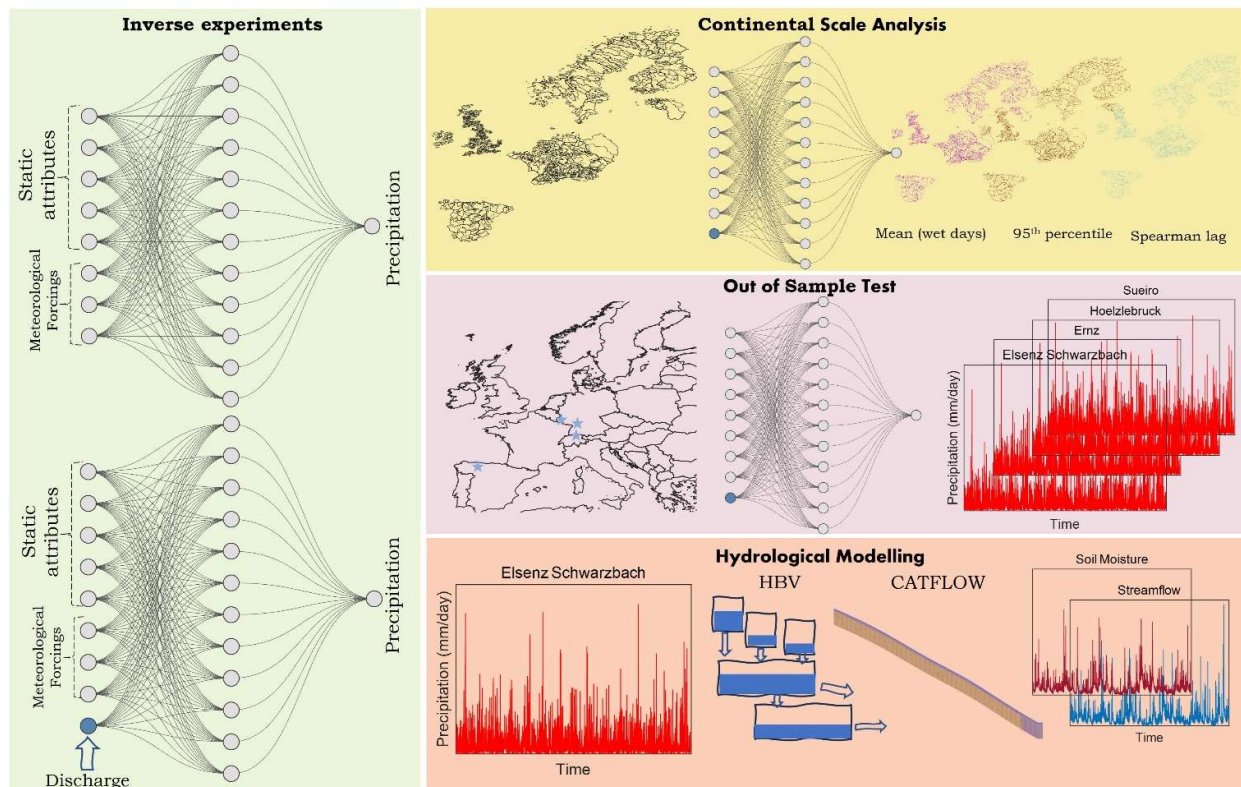 Inverse experiments
Static
attributes
Meteorological
Forcings
Precipitation
Static
attributes
Meteorological
Forcings
Discharge
Precipitation
Continental Scale Analysis
Mean (wet days)
95th percentile
Spearman lag
Out of Sample Test
Sueiro
Hoelzlebruck
Ernz
Elsenz Schwarzbach
Precipitation (mm/day)
Time
Hydrological Modelling
Elsenz Schwarzbach
Precipitation (mm/day)
Time
HBV
CATFLOW
Soil Moisture
Streamflow
Time